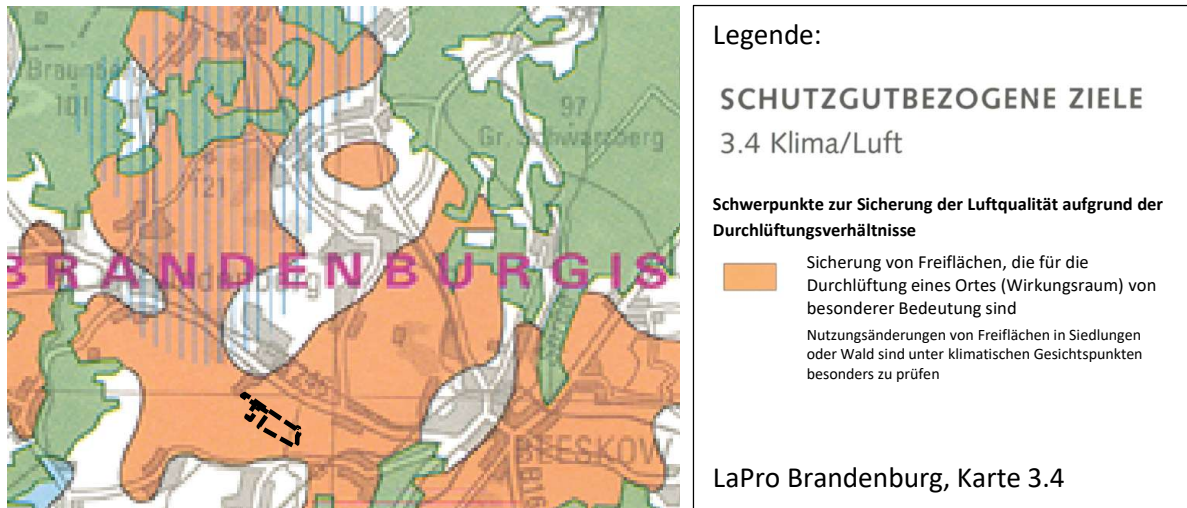 Braunsberg
101
97
Gr. Schwarzberg
121
BRANDENBURGIS
Legende:
SCHUTZGUTBEZOGENE ZIELE
3.4 Klima/Luft
Schwerpunkte zur Sicherung der Luftqualität aufgrund der
Durchlüftungsverhältnisse
Sicherung von Freiflächen, die für die
Durchlüftung eines Ortes (Wirkungsraum) von
besonderer Bedeutung sind
Nutzungsänderungen von Freiflächen in Siedlungen
oder Wald sind unter klimatischen Gesichtspunkten
besonders zu prüfen
LaPro Brandenburg, Karte 3.4